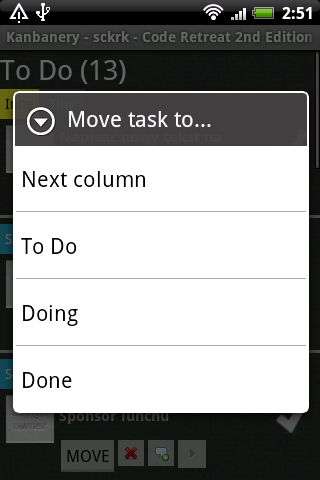 2:51
Kanbanery - sckrk - Code Retreat 2nd Edition
To Do (13)
Move task to...
Next column
To Do
Doing
Done
Sponsor lunchu
MOVE